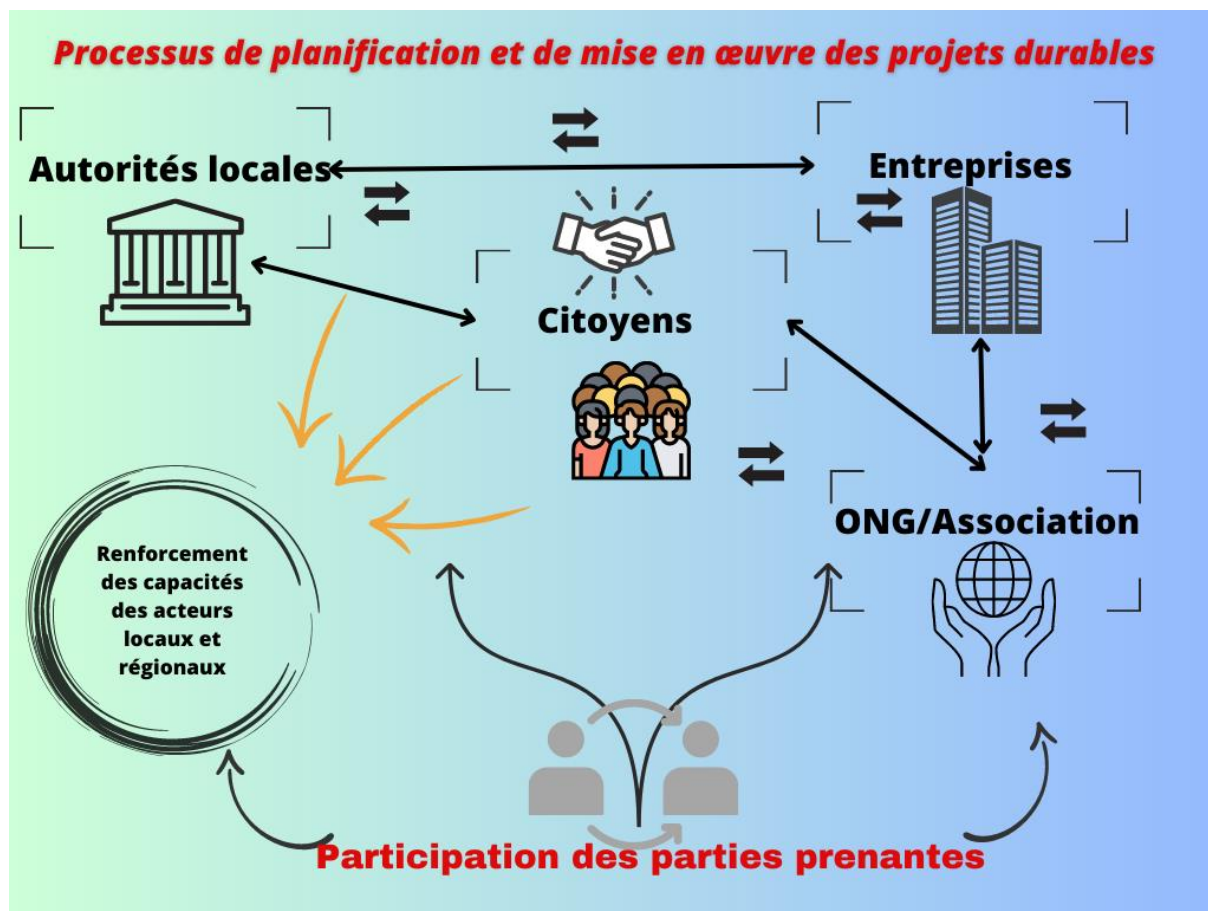 Processus de planification et de mise en œuvre des projets durables
Autorités locales
Entreprises
Citoyens
ONG/Association
Renforcement
des capacités
des acteurs
locaux et
régionaux
Participation des parties prenantes